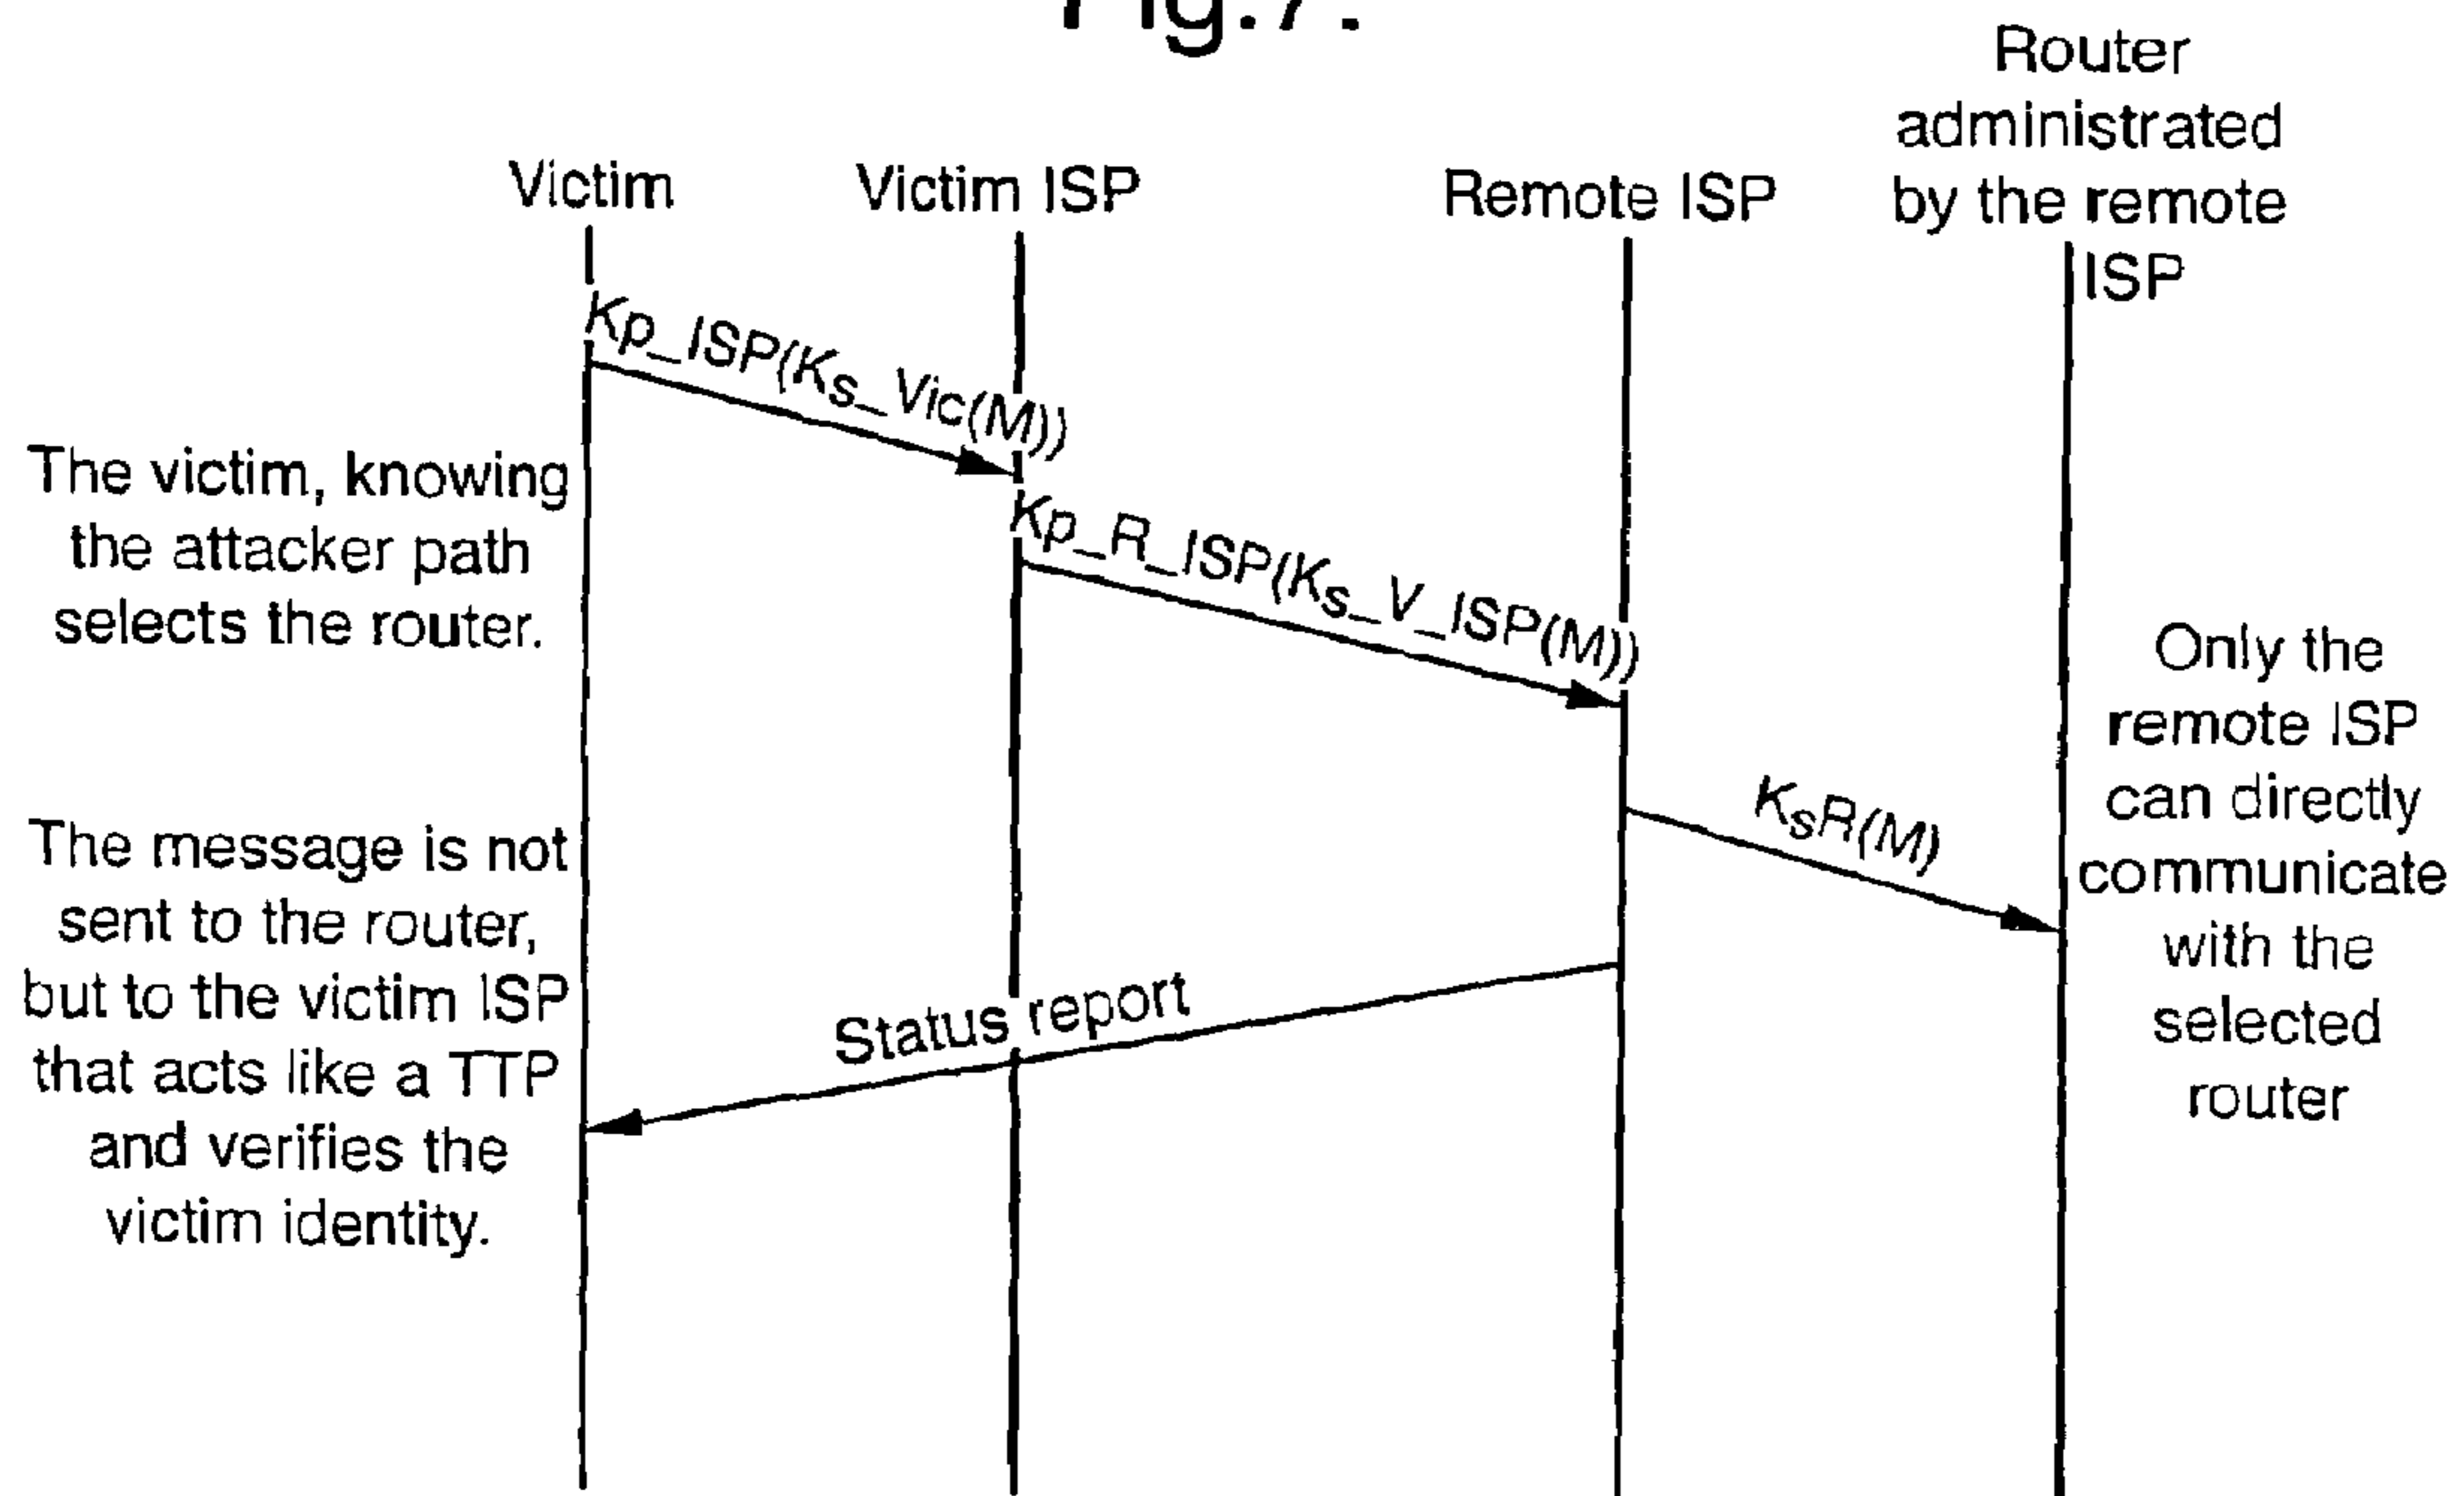 Fig.7.
Router
administrated
by the remote
ISP
Victim
Victim ISP
Remote ISP
Kp_ISP(Ks_Vic(M))
The victim, knowing
the attacker path
selects the router.
Kp_R_ISP(Ks_V_ISP(M))
KsR(M)
Only the
remote ISP
can directly
communicate
with the
selected
router
The message is not
sent to the router,
but to the victim ISP
that acts like a TTP
and verifies the
victim identity.
Status report